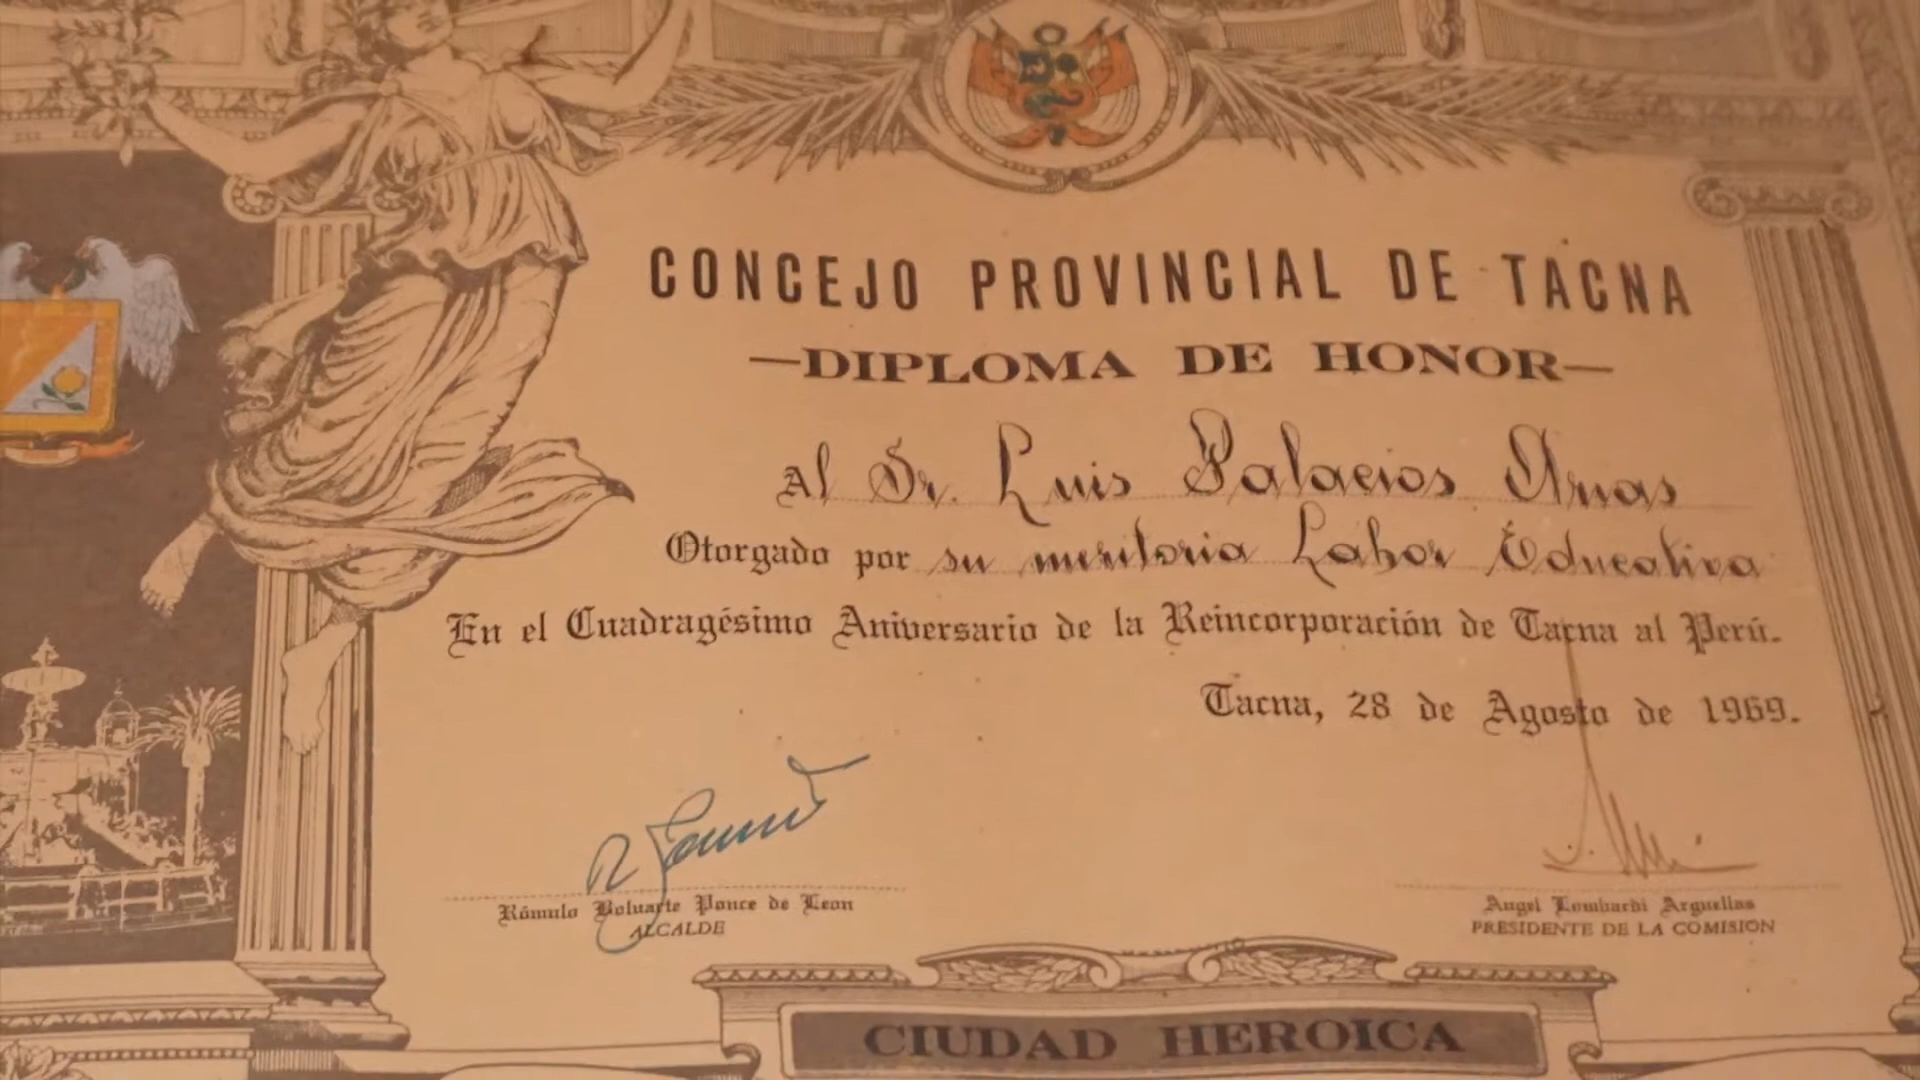 CONCEJO PROVINCIAL DE TACNA
—DIPLOMA DE HONOR—
Al Sr. Luis Palacios Arias
Otorgado por su meritoria Labor Educativa
En el Cuadragésimo Aniversario de la Reincorporación de Tacna al Perú.
Tacna, 28 de Agosto de 1969.
Rómulo Boluarte Ponce de Leon
ALCALDE
Angel Lombardi Arguellas
PRESIDENTE DE LA COMISION
CIUDAD HEROICA